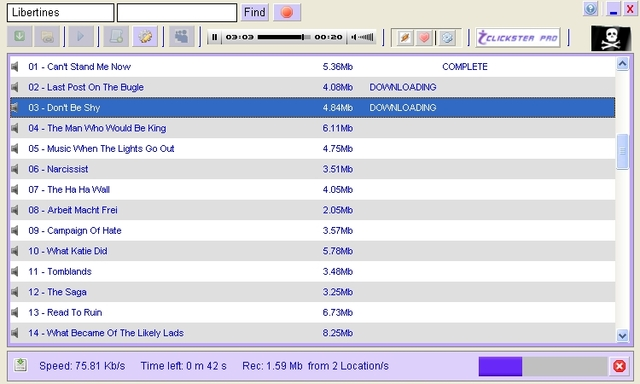 Libertines Find
03:03 00:20 CLICKSTER PRO
01 - Can't Stand Me Now 5.36Mb COMPLETE
02 - Last Post On The Bugle 4.08Mb DOWNLOADING
03 - Don't Be Shy 4.84Mb DOWNLOADING
04 - The Man Who Would Be King 6.11Mb
05 - Music When The Lights Go Out 4.75Mb
06 - Narcissist 3.51Mb
07 - The Ha Ha Wall 4.05Mb
08 - Arbeit Macht Frei 2.05Mb
09 - Campaign Of Hate 3.57Mb
10 - What Katie Did 5.78Mb
11 - Tomblands 3.48Mb
12 - The Saga 3.25Mb
13 - Read To Ruin 6.73Mb
14 - What Became Of The Likely Lads 8.25Mb
Speed: 75.81 Kb/s Time left: 0 m 42 s Rec: 1.59 Mb from 2 Location/s